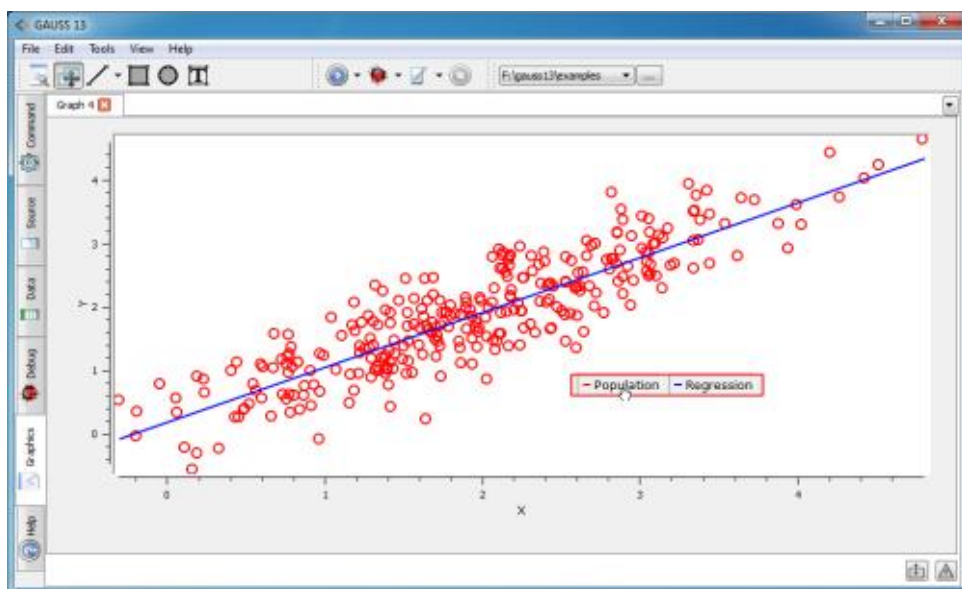 GAUSS 13
File Edit Tools View Help
T
F:\gauss13\examples
...
Graph 4
Command
Source
Data
Debug
Graphics
Help
4
3
2
1
0
Y
Population Regression
0 1 2 3 4
X